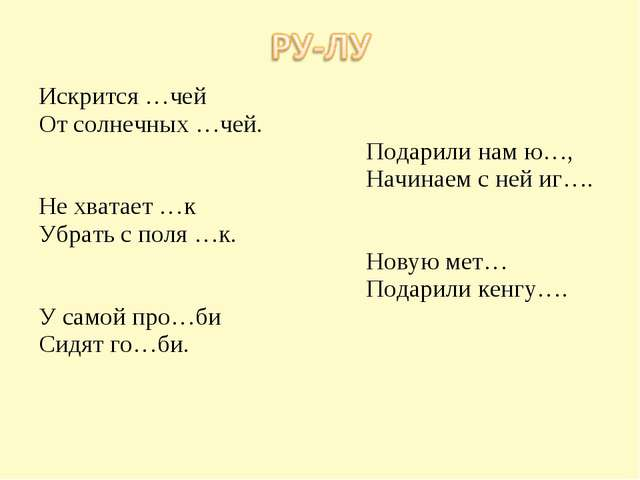 РУ-ЛУ
Искрится …чей
От солнечных …чей.
Подарили нам ю…,
Начинаем с ней иг….
Не хватает …к
Убрать с поля …к.
Новую мет…
Подарили кенгу….
У самой про…би
Сидят го…би.